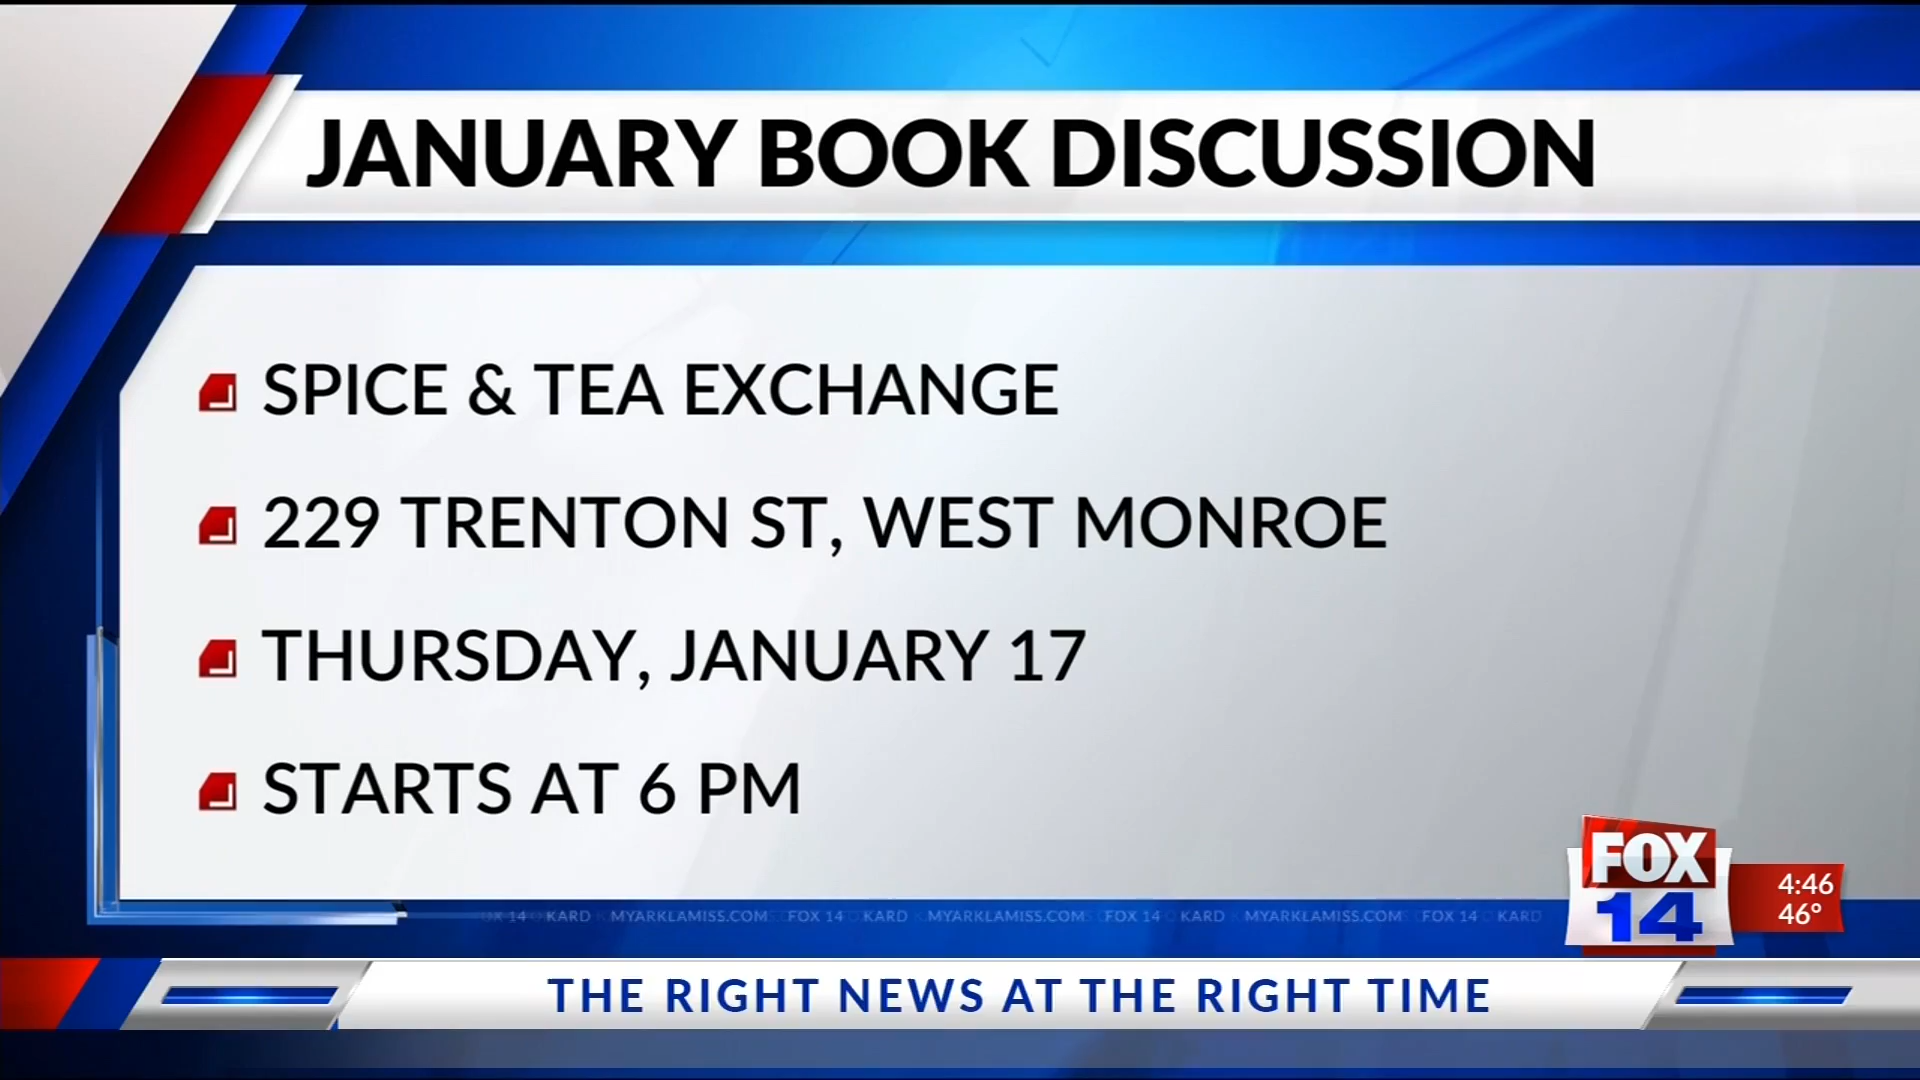 JANUARY BOOK DISCUSSION
SPICE & TEA EXCHANGE
229 TRENTON ST, WEST MONROE
THURSDAY, JANUARY 17
STARTS AT 6 PM
FOX
14
4:46
46°
FOX 14 KARD MYARKLAMISS.COM FOX 14 KARD MYARKLAMISS.COM FOX 14 KARD MYARKLAMISS.COM FOX 14 KARD
THE RIGHT NEWS AT THE RIGHT TIME